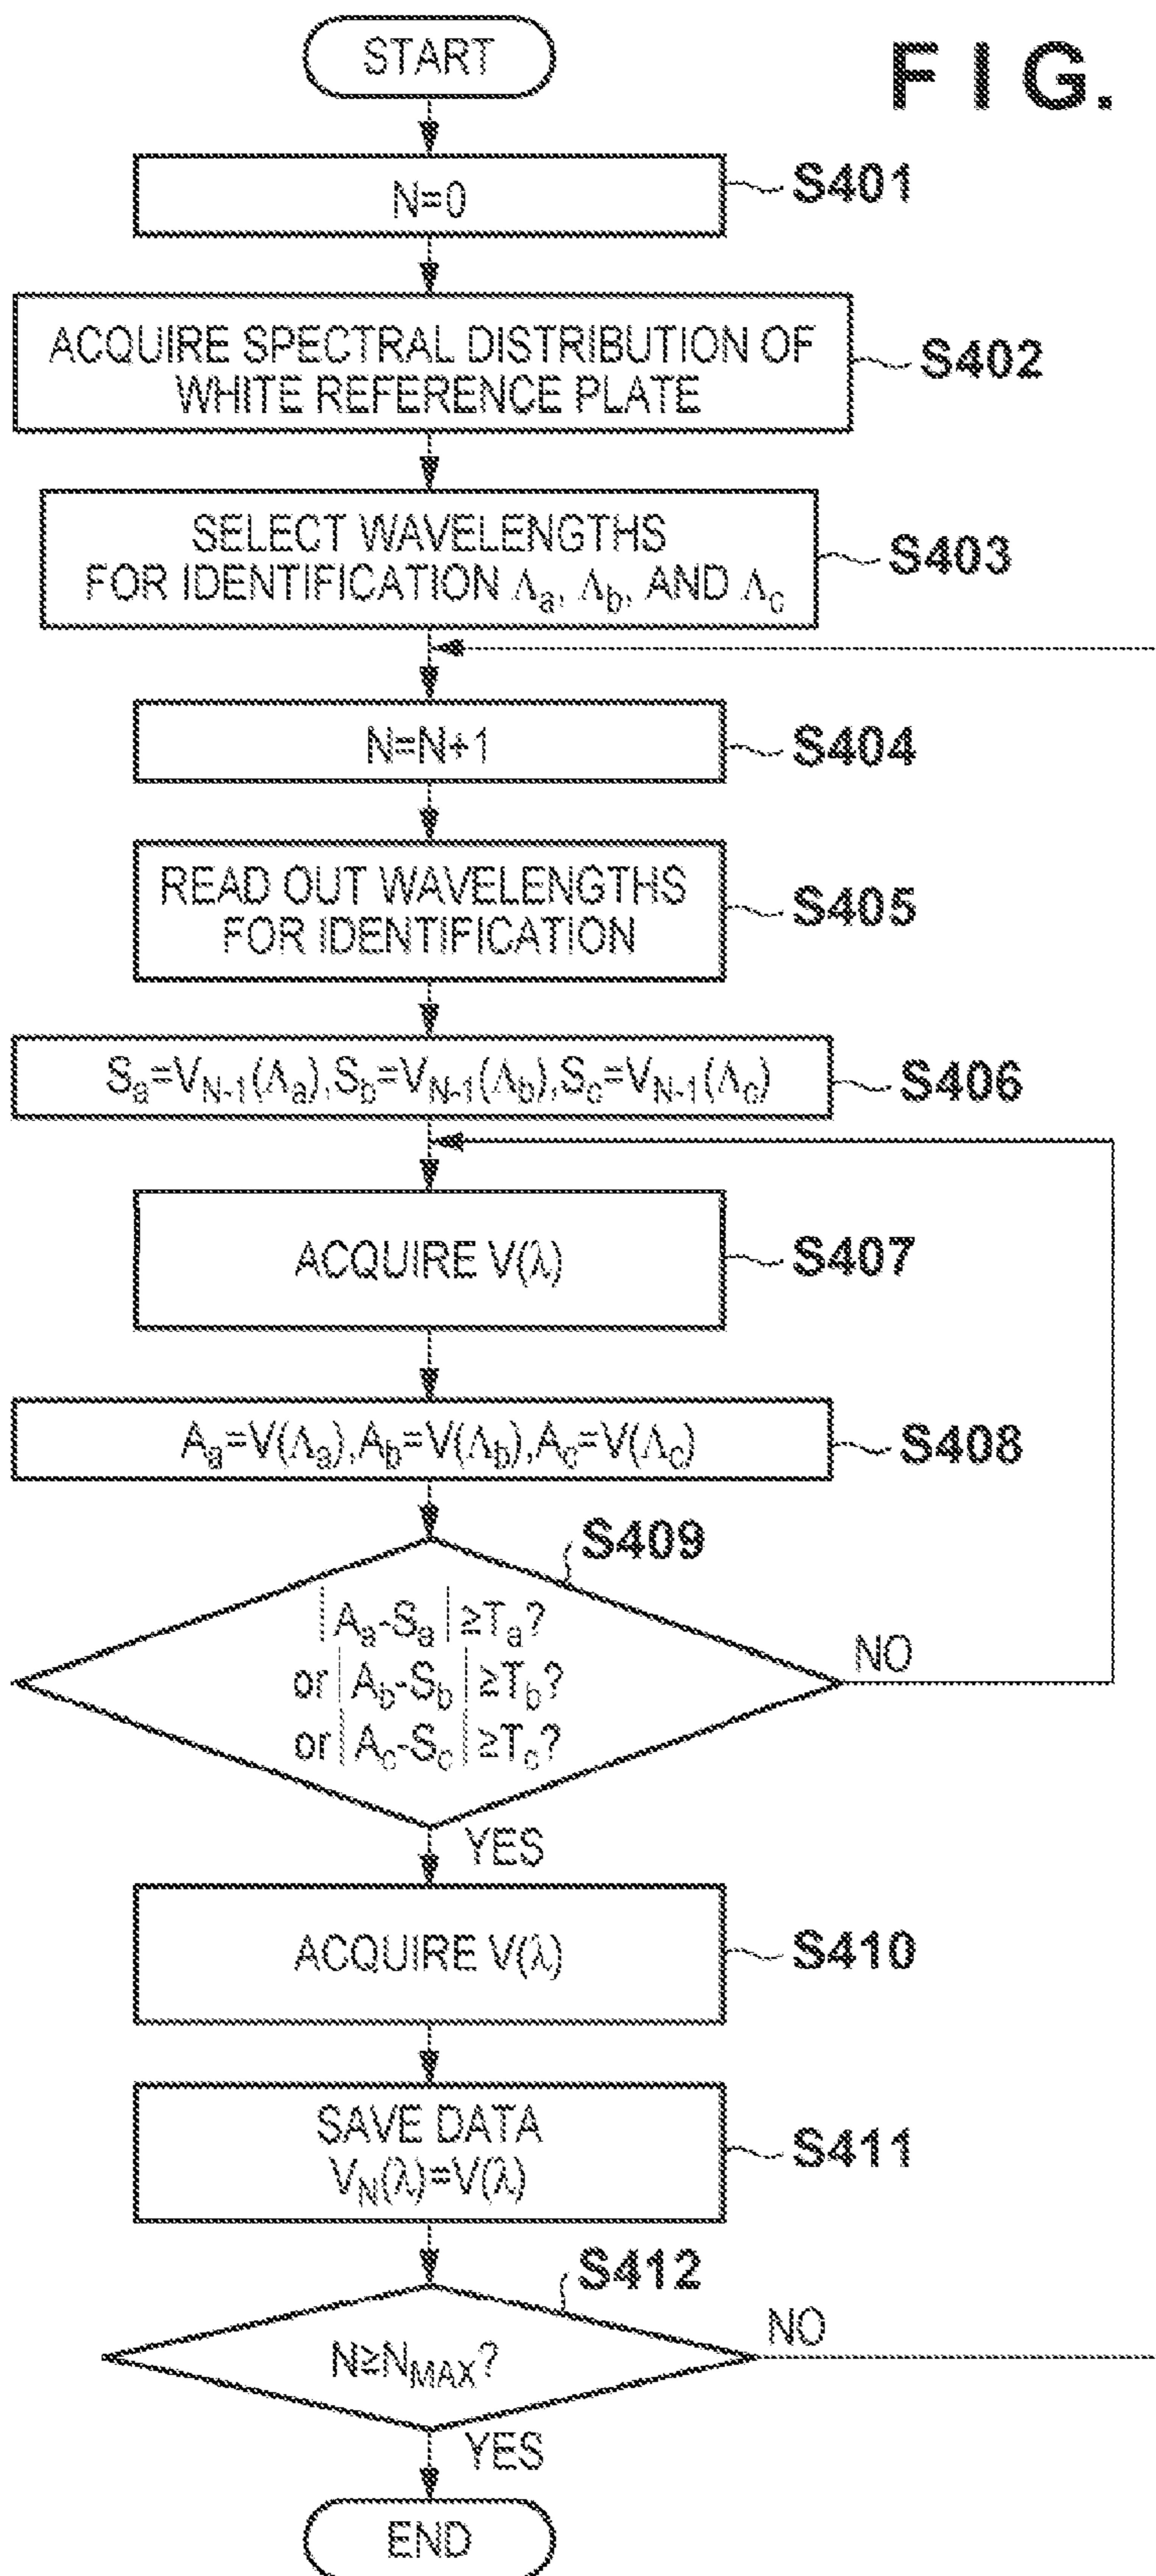 START
F I G.
N=0
S401
ACQUIRE SPECTRAL DISTRIBUTION OF
WHITE REFERENCE PLATE
S402
SELECT WAVELENGTHS
FOR IDENTIFICATION Λa, Λb, AND Λc
S403
N=N+1
S404
READ OUT WAVELENGTHS
FOR IDENTIFICATION
S405
Sa=VN-1(Λa),Sb=VN-1(Λb),Sc=VN-1(Λc)
S406
ACQUIRE V(λ)
S407
Aa=V(Λa),Ab=V(Λb),Ac=V(Λc)
S408
S409
|Aa-Sa|≥Ta?
or|Ab-Sb|≥Tb?
or|Ac-Sc|≥Tc?
NO
YES
ACQUIRE V(λ)
S410
SAVE DATA
VN(λ)=V(λ)
S411
S412
N≥NMAX?
NO
YES
END